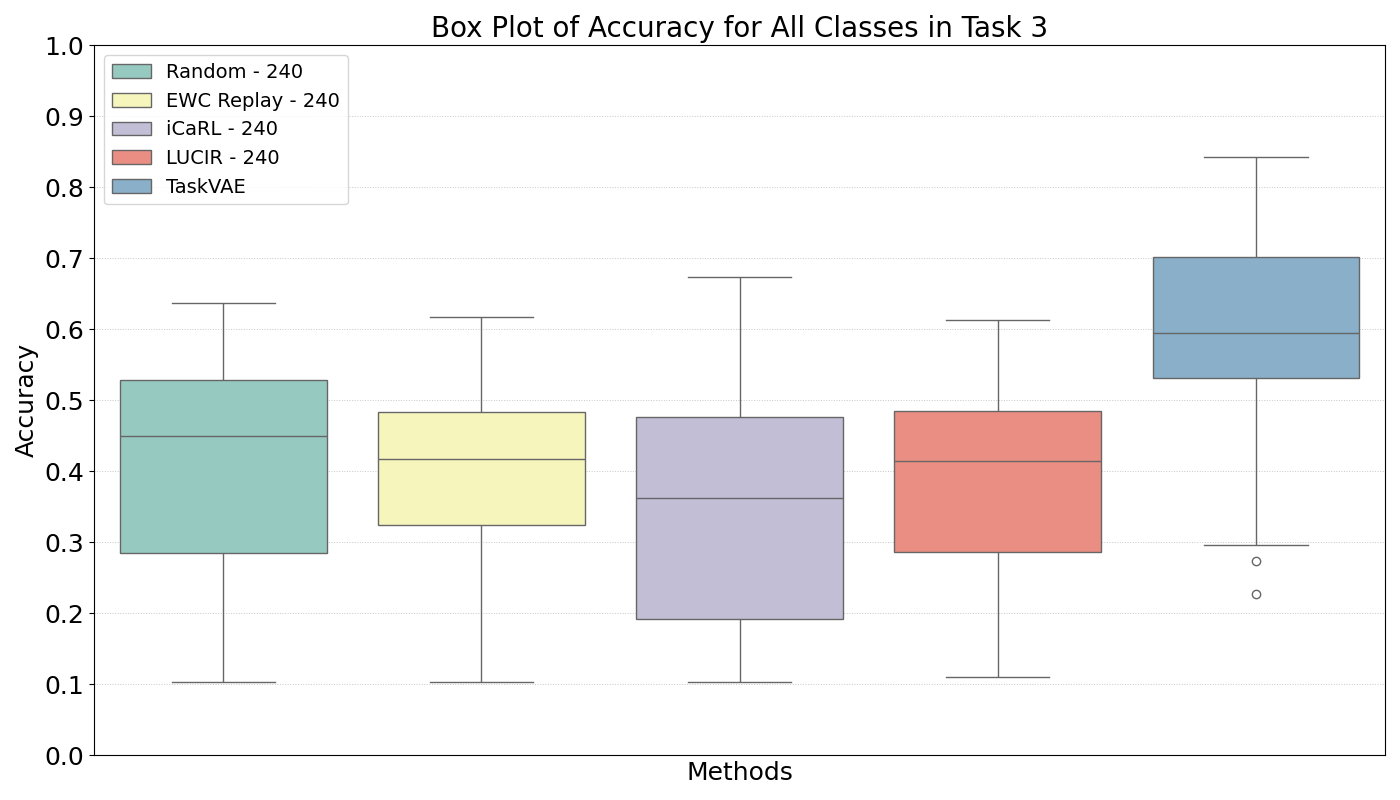 Box Plot of Accuracy for All Classes in Task 3
1.0
0.9
0.8
0.7
0.6
0.5
0.4
0.3
0.2
0.1
0.0
Accuracy
Random - 240
EWC Replay - 240
iCaRL - 240
LUCIR - 240
TaskVAE
Methods